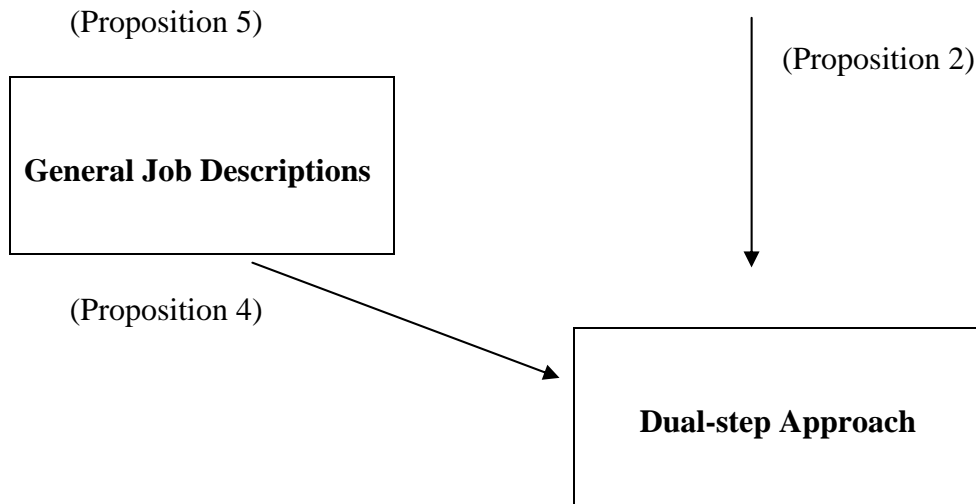 (Proposition 5)
(Proposition 2)
General Job Descriptions
(Proposition 4)
Dual-step Approach